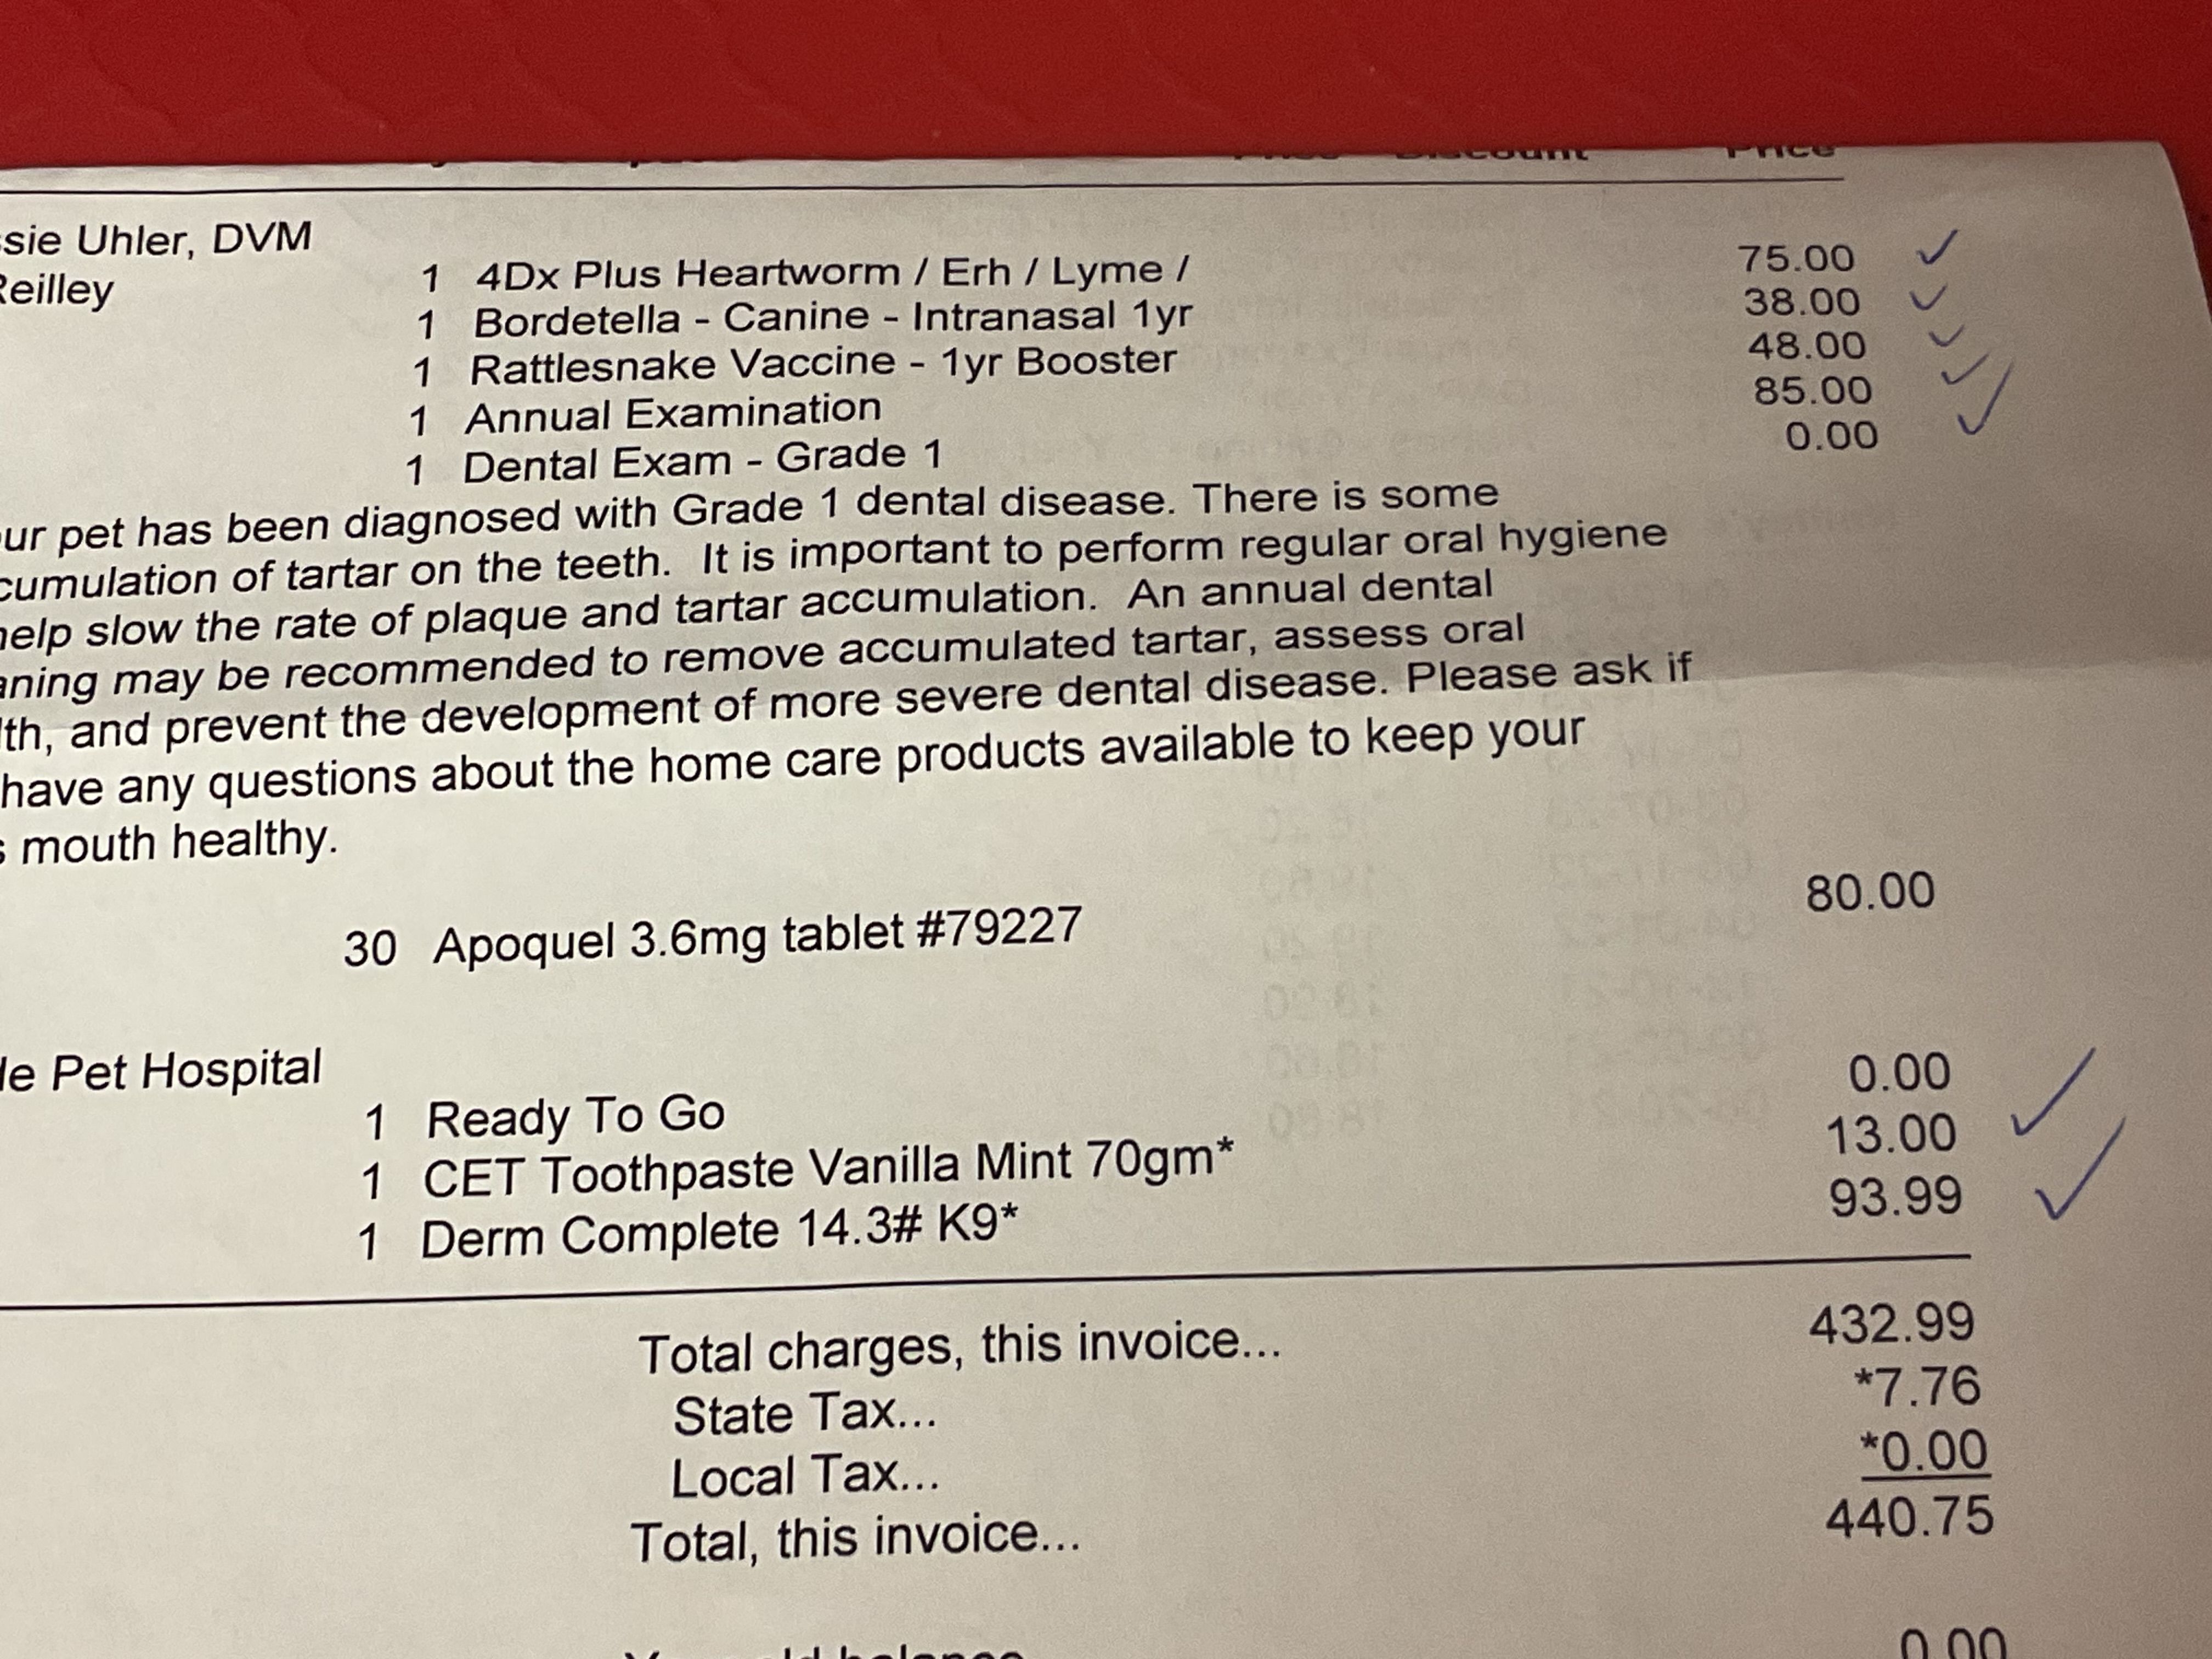 Discount Price
ssie Uhler, DVM
Reilley
1 4Dx Plus Heartworm / Erh / Lyme / 75.00
1 Bordetella - Canine - Intranasal 1yr 38.00
1 Rattlesnake Vaccine - 1yr Booster 48.00
1 Annual Examination 85.00
1 Dental Exam - Grade 1 0.00
ur pet has been diagnosed with Grade 1 dental disease. There is some
cumulation of tartar on the teeth. It is important to perform regular oral hygiene
help slow the rate of plaque and tartar accumulation. An annual dental
aning may be recommended to remove accumulated tartar, assess oral
lth, and prevent the development of more severe dental disease. Please ask if
have any questions about the home care products available to keep your
s mouth healthy.
30 Apoquel 3.6mg tablet #79227 80.00
le Pet Hospital
1 Ready To Go 0.00
1 CET Toothpaste Vanilla Mint 70gm* 13.00
1 Derm Complete 14.3# K9* 93.99
Total charges, this invoice... 432.99
State Tax... *7.76
Local Tax... *0.00
Total, this invoice... 440.75
balance 0.00